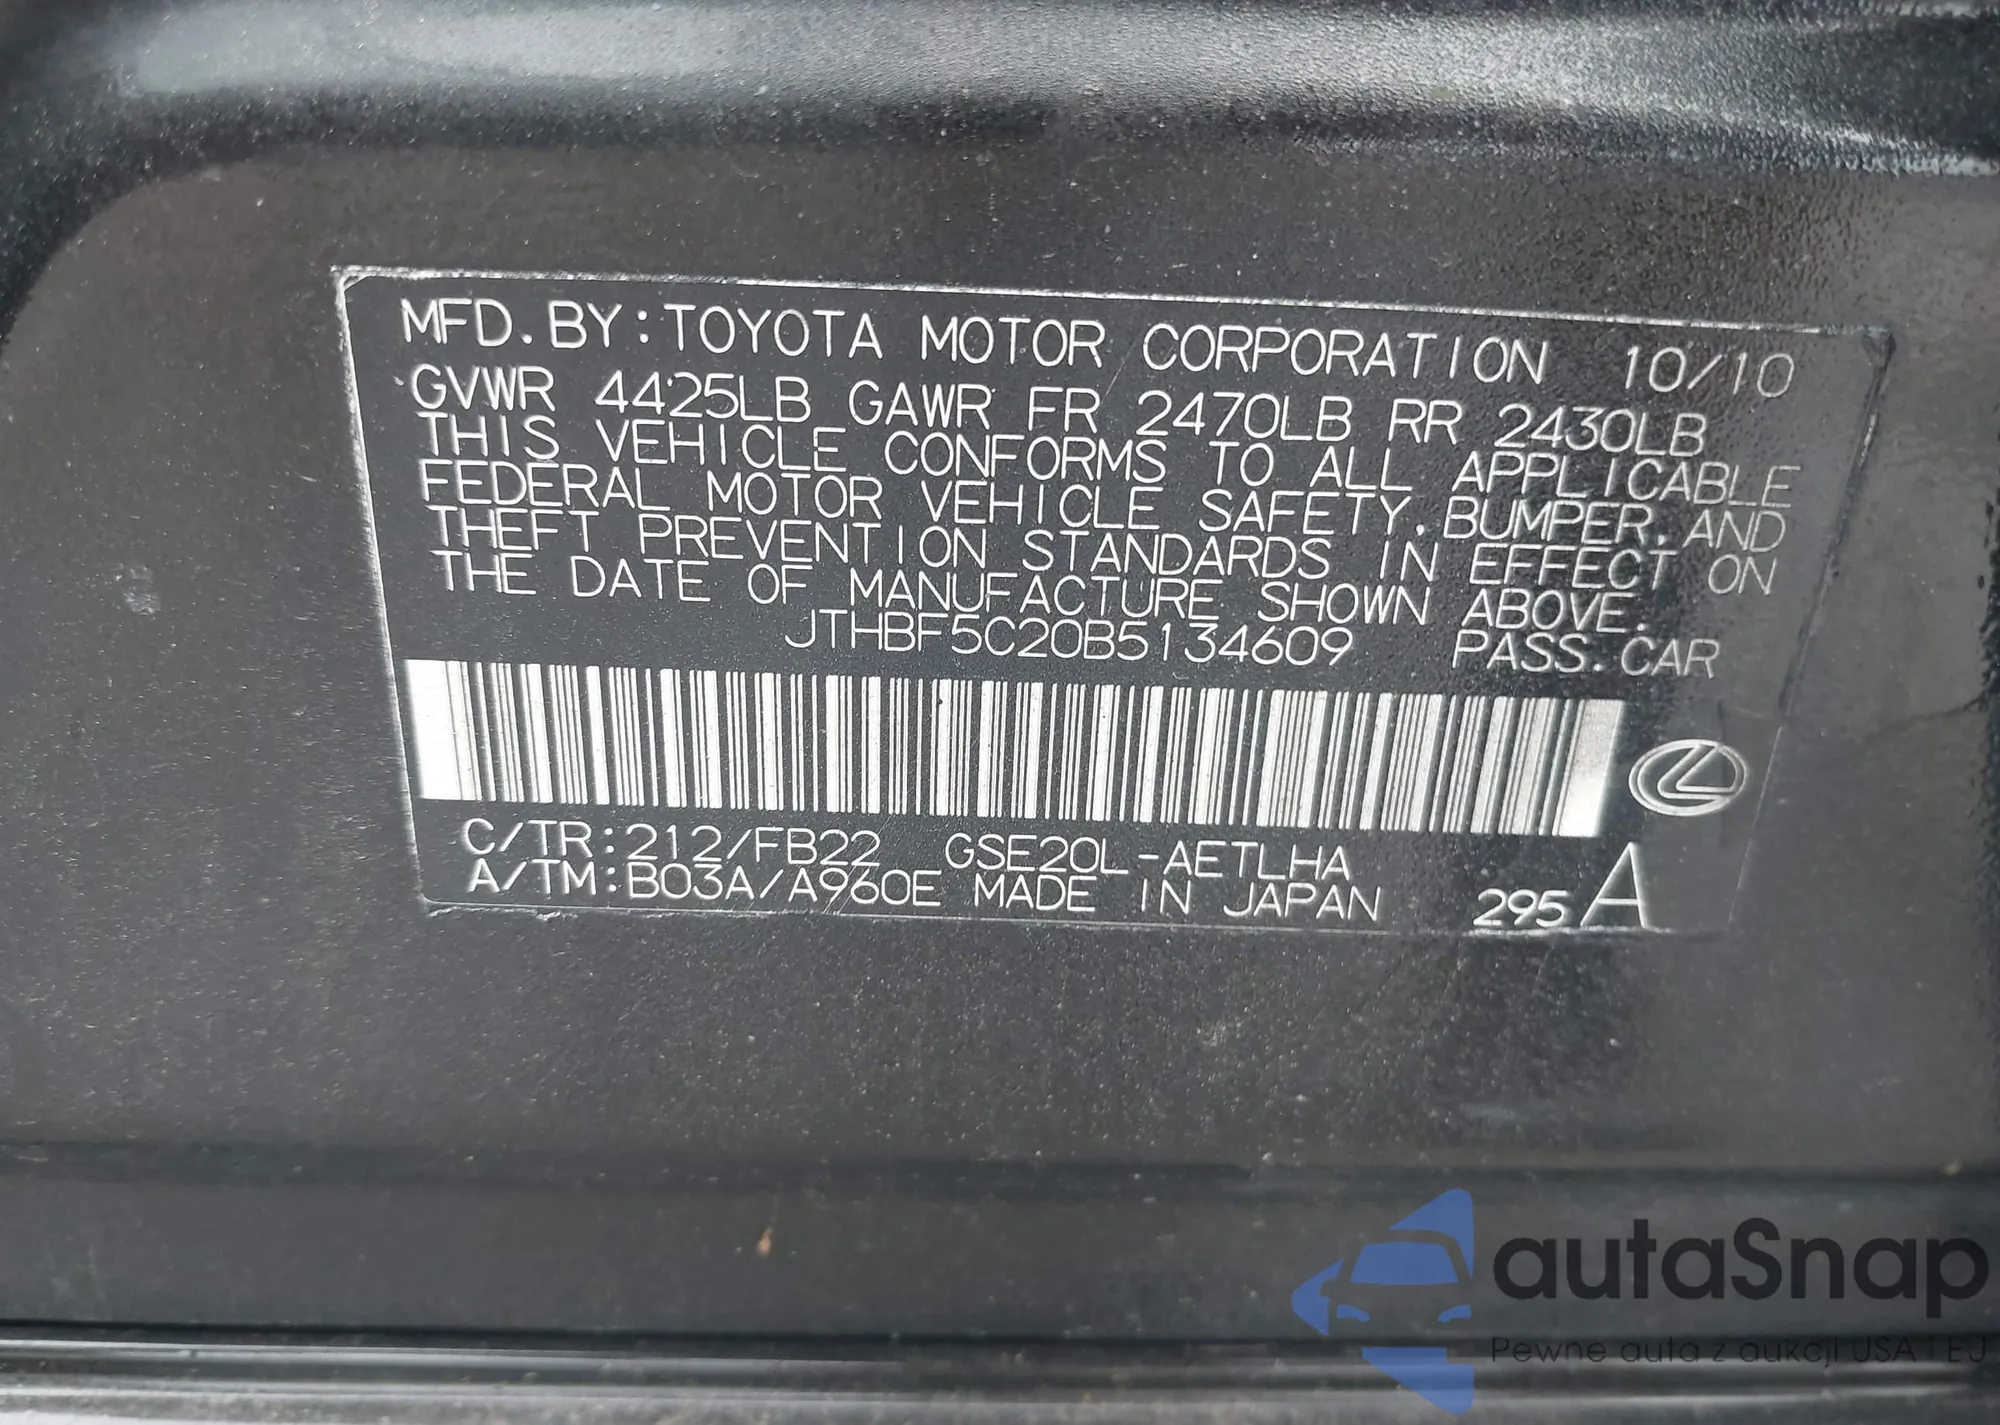 MFD. BY: TOYOTA MOTOR CORPORATION 10/10
GVWR 4425LB GAWR FR 2470LB RR 2430LB
THIS VEHICLE CONFORMS TO ALL APPLICABLE
FEDERAL MOTOR VEHICLE SAFETY, BUMPER, AND
THEFT PREVENTION STANDARDS IN EFFECT ON
THE DATE OF MANUFACTURE SHOWN ABOVE.
JTHBF5C20B5134609 PASS. CAR
C/TR: 212/FB22 GSE20L-AETLHA
A/TM: B03A/A960E MADE IN JAPAN 295 A
autaSnap
Pewne auta z aukcji USA i EU